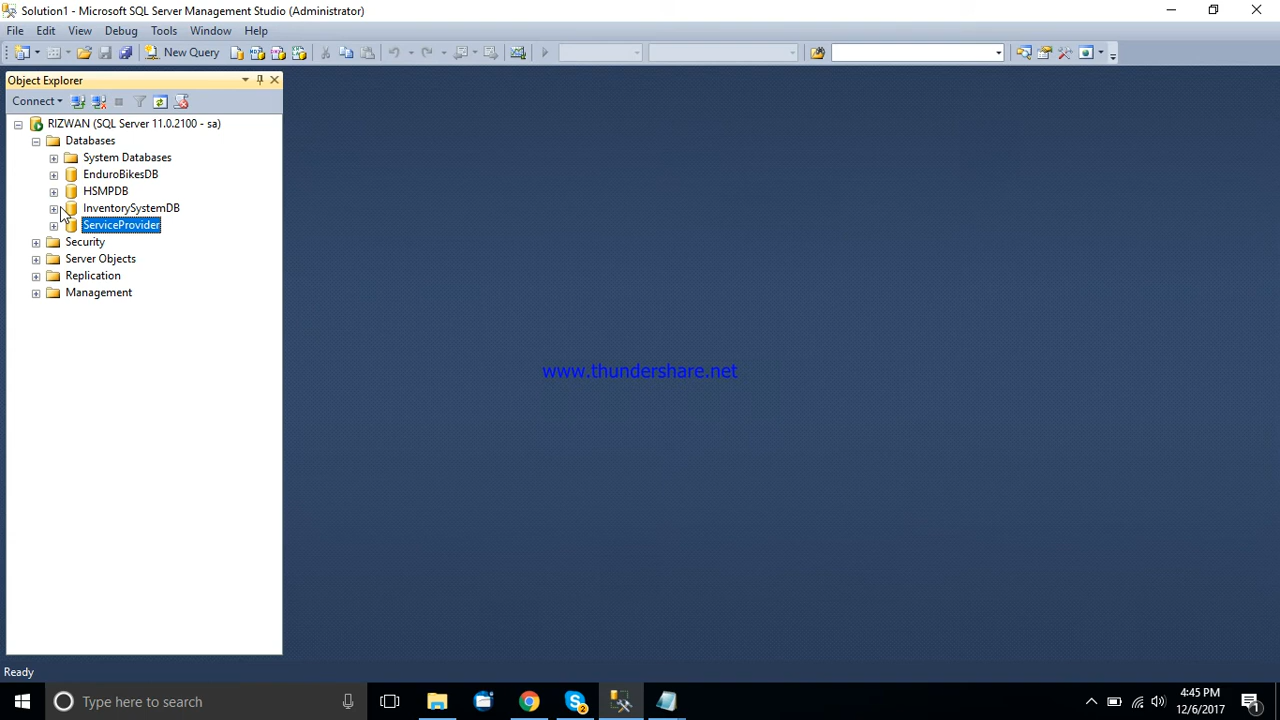 Solution1 - Microsoft SQL Server Management Studio (Administrator)
File Edit View Debug Tools Window Help
New Query
Object Explorer
Connect
RIZWAN (SQL Server 11.0.2100 - sa)
Databases
System Databases
EnduroBikesDB
HSMPDB
InventorySystemDB
ServiceProvider
Security
Server Objects
Replication
Management
www.thundershare.net
Ready
Type here to search
2
4:45 PM
12/6/2017
1